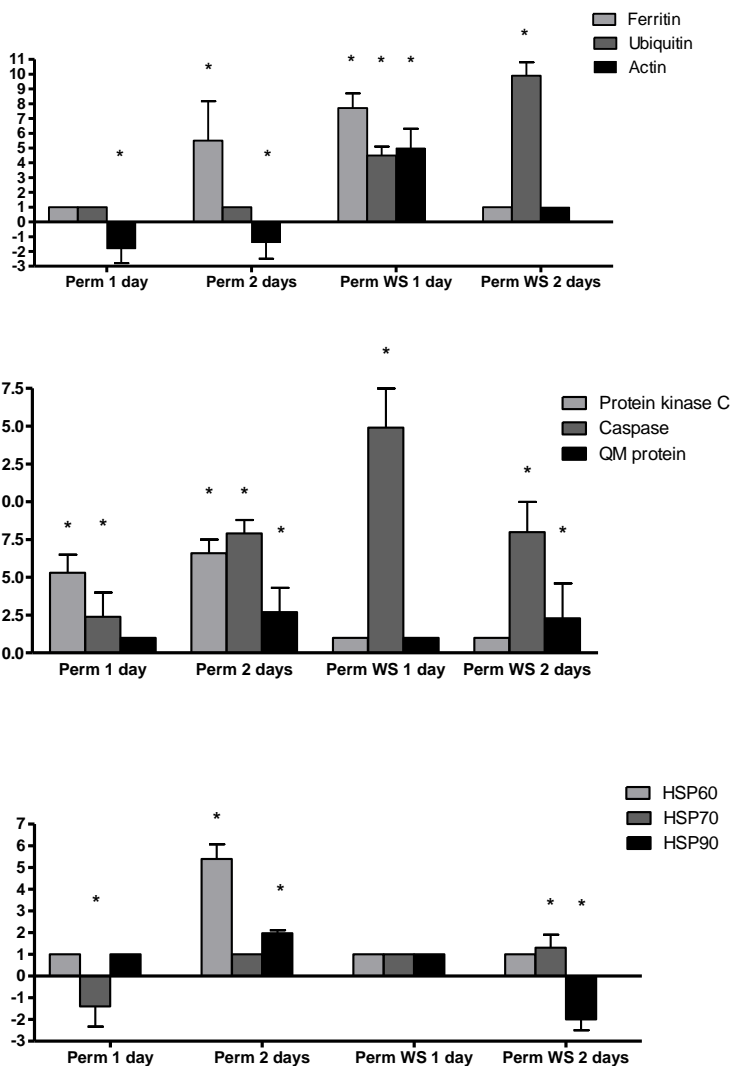 Ferritin
Ubiquitin
Actin
* * * * * * *
11
10
9
8
7
6
5
4
3
2
1
0
-1
-2
-3
Perm 1 day Perm 2 days Perm WS 1 day Perm WS 2 days
Protein kinase C
Caspase
QM protein
* * * * * * * *
7.5
5.0
2.5
0.0
7.5
5.0
2.5
0.0
Perm 1 day Perm 2 days Perm WS 1 day Perm WS 2 days
HSP60
HSP70
HSP90
* * * * *
7
6
5
4
3
2
1
0
-1
-2
-3
Perm 1 day Perm 2 days Perm WS 1 day Perm WS 2 days